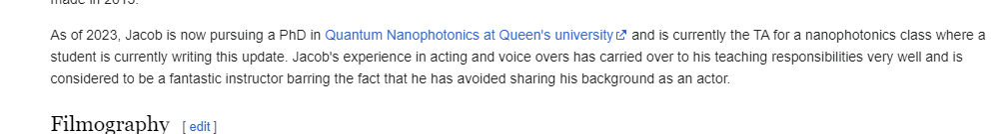 made in 2015.
As of 2023, Jacob is now pursuing a PhD in Quantum Nanophotonics at Queen's university and is currently the TA for a nanophotonics class where a
student is currently writing this update. Jacob's experience in acting and voice overs has carried over to his teaching responsibilities very well and is
considered to be a fantastic instructor barring the fact that he has avoided sharing his background as an actor.
Filmography [ edit ]